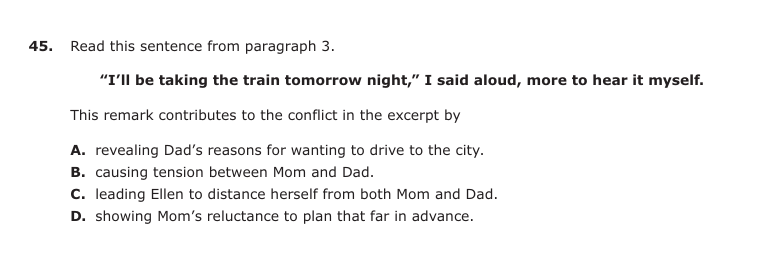 45. Read this sentence from paragraph 3.
“I’ll be taking the train tomorrow night,” I said aloud, more to hear it myself.
This remark contributes to the conflict in the excerpt by
A. revealing Dad’s reasons for wanting to drive to the city.
B. causing tension between Mom and Dad.
C. leading Ellen to distance herself from both Mom and Dad.
D. showing Mom’s reluctance to plan that far in advance.